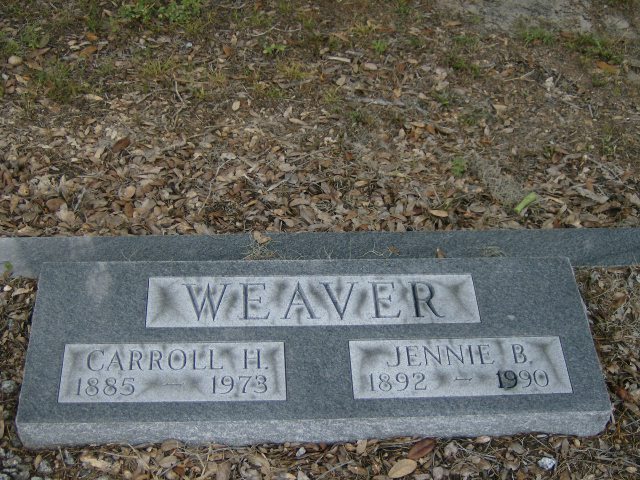 WEAVER
CARROLL H.
1885 – 1973
JENNIE B.
1892 – 1990